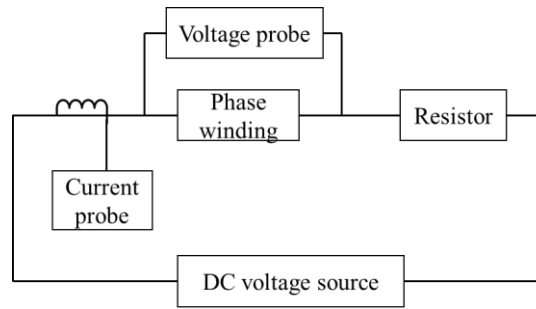 Voltage probe
Phase
winding
Resistor
Current
probe
DC voltage source